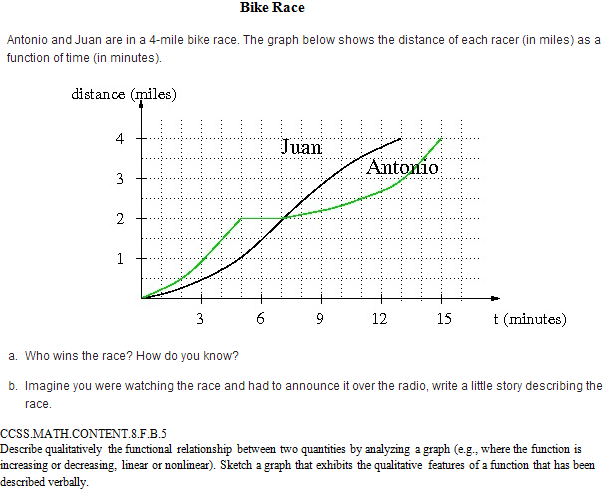 Bike Race
Antonio and Juan are in a 4-mile bike race. The graph below shows the distance of each racer (in miles) as a
function of time (in minutes).
distance (miles)
4
Juan
Antonio
3
2
1
3 6 9 12 15 t (minutes)
a. Who wins the race? How do you know?
b. Imagine you were watching the race and had to announce it over the radio, write a little story describing the
race.
CCSS.MATH.CONTENT.8.F.B.5
Describe qualitatively the functional relationship between two quantities by analyzing a graph (e.g., where the function is
increasing or decreasing, linear or nonlinear). Sketch a graph that exhibits the qualitative features of a function that has been
described verbally.